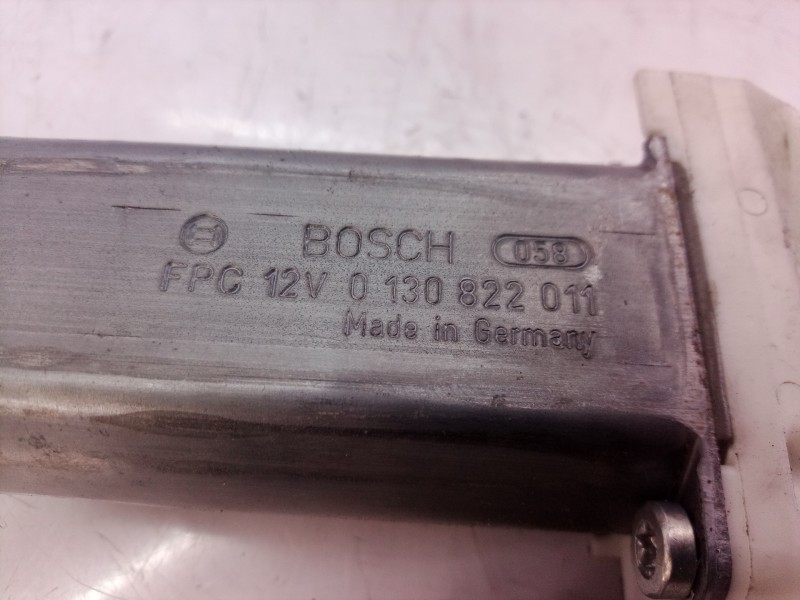 BOSCH 058
FPC 12V 0 130 822 011
Made in Germany